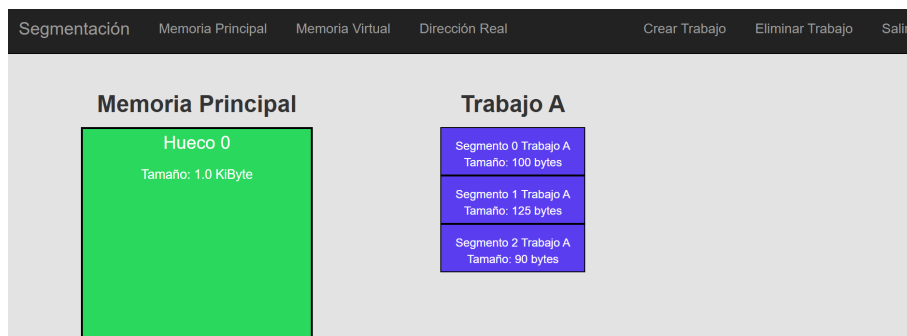 Segmentación Memoria Principal Memoria Virtual Dirección Real Crear Trabajo Eliminar Trabajo Salir
Memoria Principal
Hueco 0
Tamaño: 1.0 KiByte
Trabajo A
Segmento 0 Trabajo A
Tamaño: 100 bytes
Segmento 1 Trabajo A
Tamaño: 125 bytes
Segmento 2 Trabajo A
Tamaño: 90 bytes